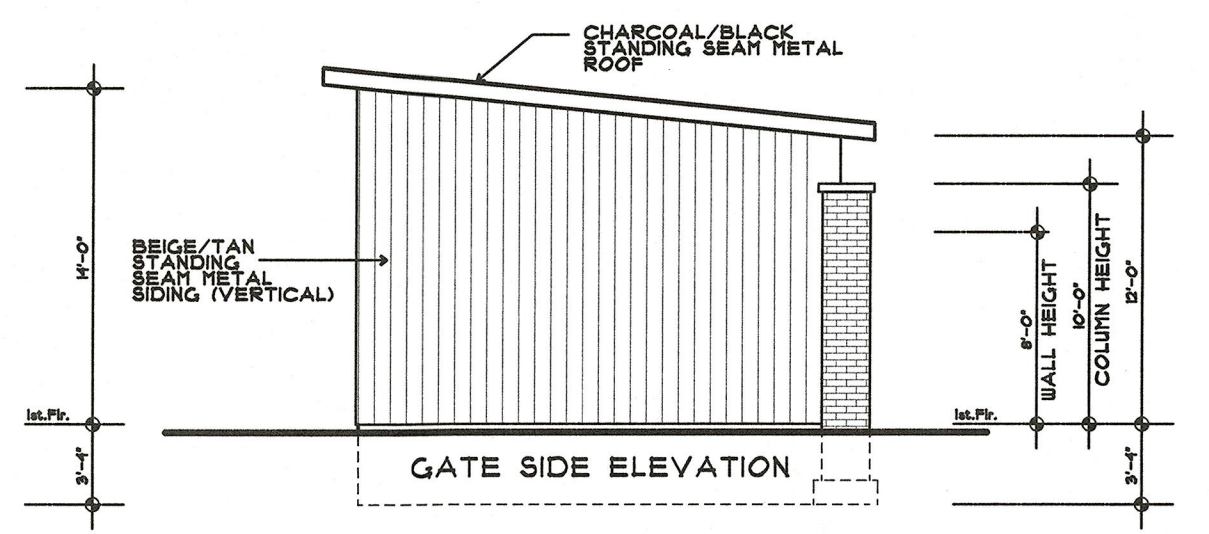 CHARCOAL/BLACK
STANDING SEAM METAL
ROOF
BEIGE/TAN
STANDING
SEAM METAL
SIDING (VERTICAL)
14'-0"
1st.Flr.
3'-4"
8'-0"
WALL HEIGHT
10'-0"
COLUMN HEIGHT
12'-0"
1st.Flr.
3'-4"
GATE SIDE ELEVATION